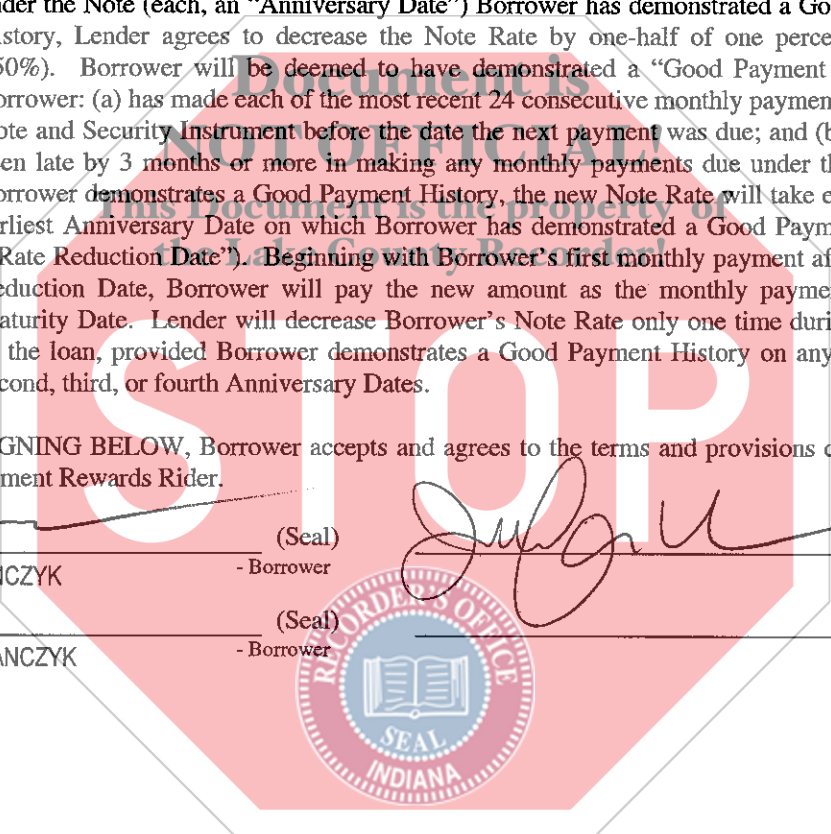 der the Note (each, an “Anniversary Date”) Borrower has demonstrated a Go
istory, Lender agrees to decrease the Note Rate by one-half of one perce
50%). Borrower will be deemed to have demonstrated a “Good Payment
orrower: (a) has made each of the most recent 24 consecutive monthly paymen
ote and Security Instrument before the date the next payment was due; and (b
en late by 3 months or more in making any monthly payments due under th
orrower demonstrates a Good Payment History, the new Note Rate will take e
rliest Anniversary Date on which Borrower has demonstrated a Good Paym
Rate Reduction Date”). Beginning with Borrower’s first monthly payment af
eduction Date, Borrower will pay the new amount as the monthly payme
aturity Date. Lender will decrease Borrower’s Note Rate only one time duri
the loan, provided Borrower demonstrates a Good Payment History on any
cond, third, or fourth Anniversary Dates.
GNING BELOW, Borrower accepts and agrees to the terms and provisions
ment Rewards Rider.
(Seal)
NCZYK - Borrower
(Seal)
ANCZYK - Borrower
Document is
NOT OFFICIAL!
This Document is the property of
the Lake County Recorder!
STOP
RECORDER'S OFFICE
SEAL
INDIANA